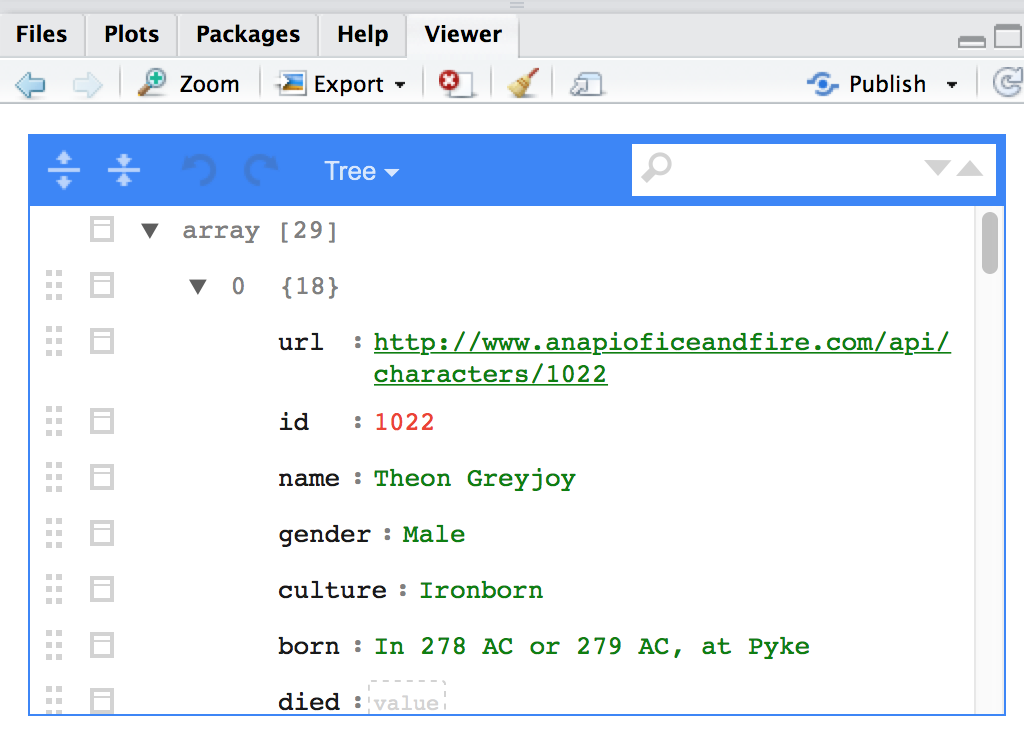 Files Plots Packages Help Viewer
Zoom Export Publish
Tree
array [29]
0 {18}
url : http://www.anapioficeandfire.com/api/
characters/1022
id : 1022
name : Theon Greyjoy
gender : Male
culture : Ironborn
born : In 278 AC or 279 AC, at Pyke
died : value